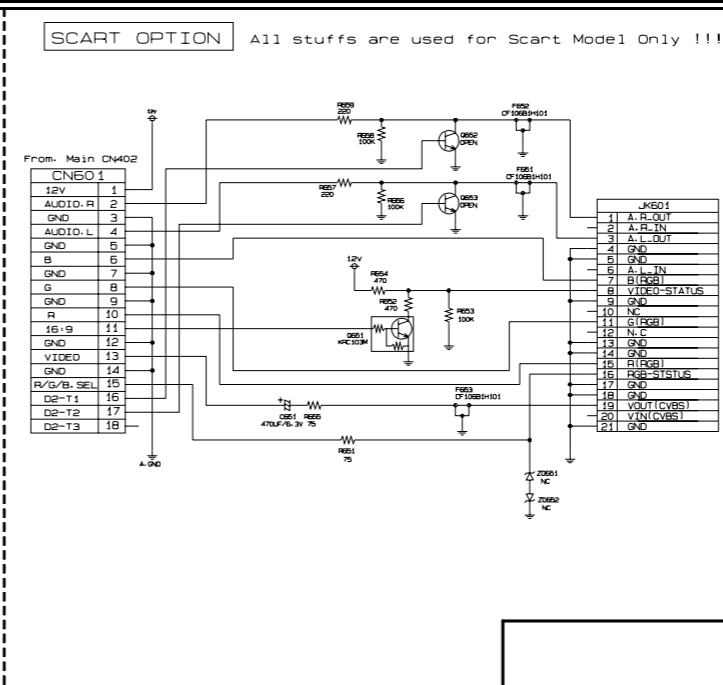 SCART OPTION All stuffs are used for Scart Model Only !!!
From. Main CN402
CN601
12V 1
AUDIO.R 2
GND 3
AUDIO.L 4
GND 5
B 6
GND 7
G 8
GND 9
R 10
16:9 11
GND 12
VIDEO 13
GND 14
R/G/B.SEL 15
D2-T1 16
D2-T2 17
D2-T3 18
12V
A.GND
R659
220
R658
100K
Q652
OPEN
F652
CF106B1H101
R657
220
R656
100K
Q653
OPEN
F651
CF106B1H101
12V
R654
470
R652
470
R653
100K
Q651
KRC103M
F653
CF106B1H101
C651
470UF/6.3V
R655
75
R651
75
ZD651
NC
ZD652
NC
JK601
1 A.R_OUT
2 A.R_IN
3 A.L_OUT
4 GND
5 GND
6 A.L_IN
7 B(RGB)
8 VIDEO-STATUS
9 GND
10 NC
11 G(RGB)
12 N.C
13 GND
14 GND
15 R(RGB)
16 RGB-STSTUS
17 GND
18 GND
19 VOUT(CVBS)
20 VIN(CVBS)
21 GND